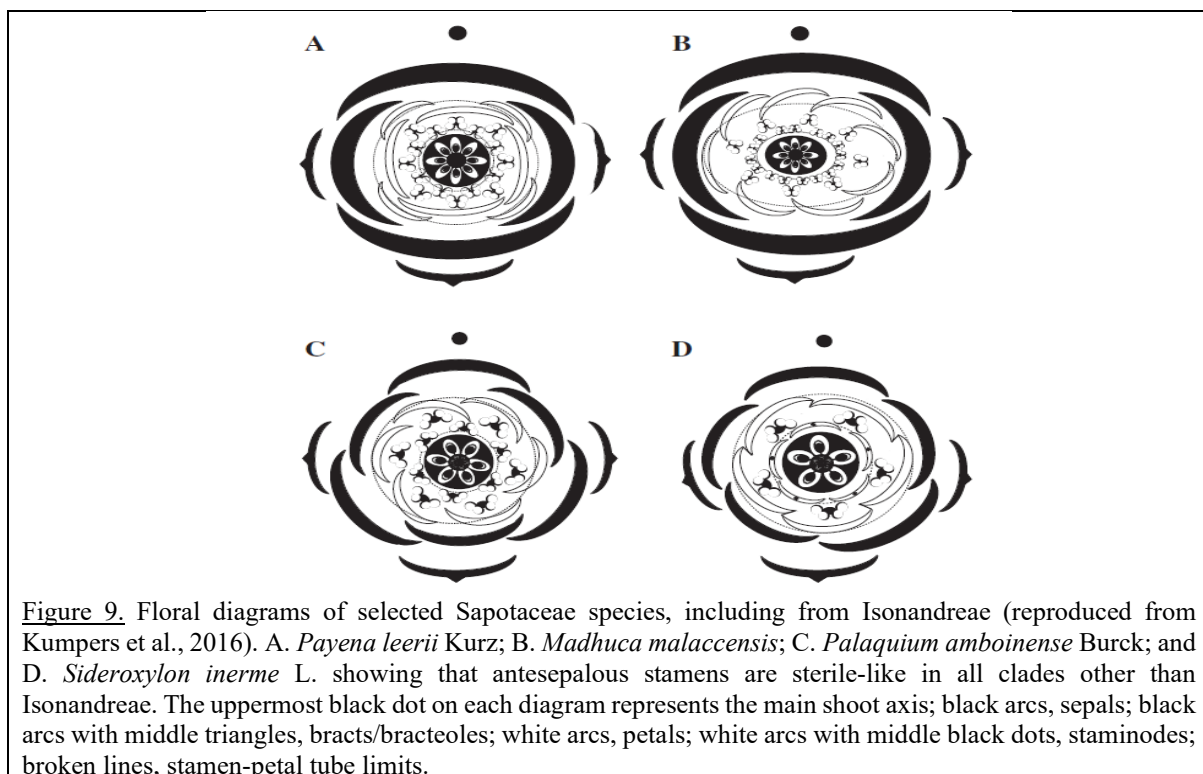 A
B
C
D
Figure 9. Floral diagrams of selected Sapotaceae species, including from Isonandreae (reproduced from
Kumpers et al., 2016). A. Payena leerii Kurz; B. Madhuca malaccensis; C. Palaquium amboinense Burck; and
D. Sideroxylon inerme L. showing that antesepalous stamens are sterile-like in all clades other than
Isonandreae. The uppermost black dot on each diagram represents the main shoot axis; black arcs, sepals; black
arcs with middle triangles, bracts/bracteoles; white arcs, petals; white arcs with middle black dots, staminodes;
broken lines, stamen-petal tube limits.